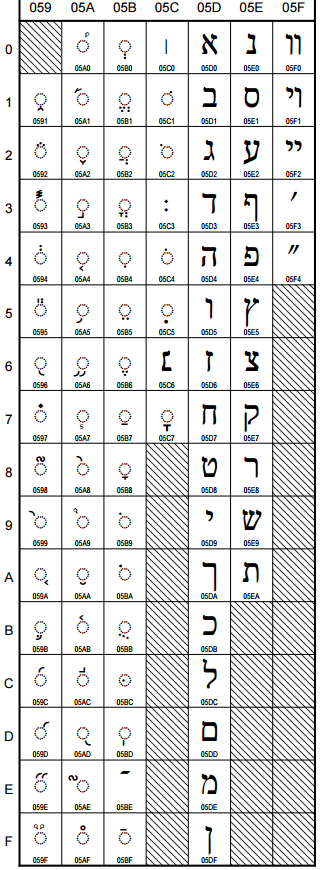 059 05A 05B 05C 05D 05E 05F
0 ◌֠ ◌ְ ׀ א נ װ
05A0 05B0 05C0 05D0 05E0 05F0
1 ◌֑ ◌֡ ◌ֱ ◌ׁ ב ס ױ
0591 05A1 05B1 05C1 05D1 05E1 05F1
2 ◌֒ ◌֢ ◌ֲ ◌ׂ ג ע ײ
0592 05A2 05B2 05C2 05D2 05E2 05F2
3 ◌֓ ◌֣ ◌ֳ ׃ ד ף ׳
0593 05A3 05B3 05C3 05D3 05E3 05F3
4 ◌֔ ◌֤ ◌ִ ◌ׄ ה פ ״
0594 05A4 05B4 05C4 05D4 05E4 05F4
5 ◌֕ ◌֥ ◌ֵ ◌ׅ ו ץ
0595 05A5 05B5 05C5 05D5 05E5
6 ◌֖ ◌֦ ◌ֶ ׆ ז צ
0596 05A6 05B6 05C6 05D6 05E6
7 ◌֗ ◌֧ ◌ַ ◌ׇ ח ק
0597 05A7 05B7 05C7 05D7 05E7
8 ◌֘ ◌֨ ◌ָ ט ר
0598 05A8 05B8 05D8 05E8
9 ◌֙ ◌֩ ◌ֹ י ש
0599 05A9 05B9 05D9 05E9
A ◌֚ ◌֪ ◌ֺ ך ת
059A 05AA 05BA 05DA 05EA
B ◌֛ ◌֫ ◌ֻ כ
059B 05AB 05BB 05DB
C ◌֜ ◌֬ ◌ּ ל
059C 05AC 05BC 05DC
D ◌֝ ◌֭ ◌ֽ ם
059D 05AD 05BD 05DD
E ◌֞ ◌֮ ־ מ
059E 05AE 05BE 05DE
F ◌֟ ◌֯ ◌ֿ ן
059F 05AF 05BF 05DF